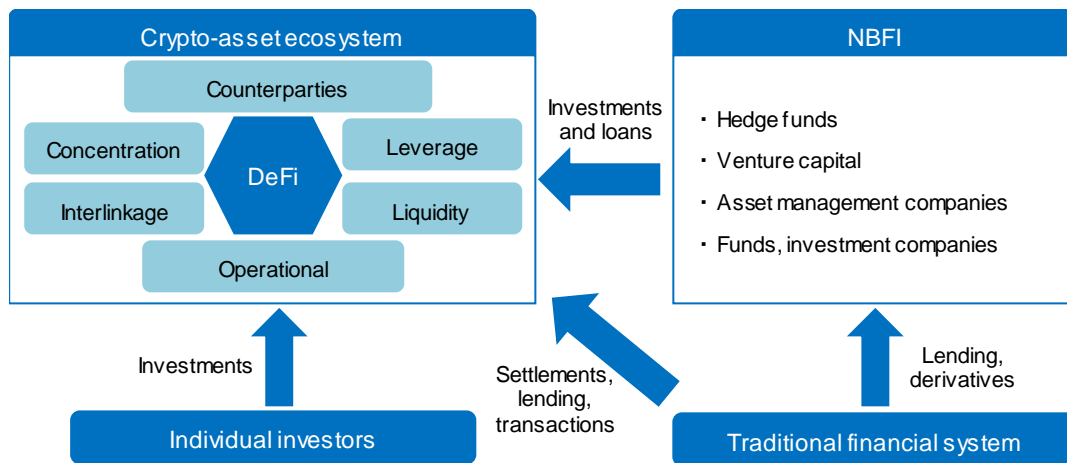 Crypto-asset ecosystem
Counterparties
Concentration
Leverage
DeFi
Interlinkage
Liquidity
Operational
Investments
and loans
NBFI
・Hedge funds
・Venture capital
・Asset management companies
・Funds, investment companies
Investments
Settlements,
lending,
transactions
Lending,
derivatives
Individual investors
Traditional financial system